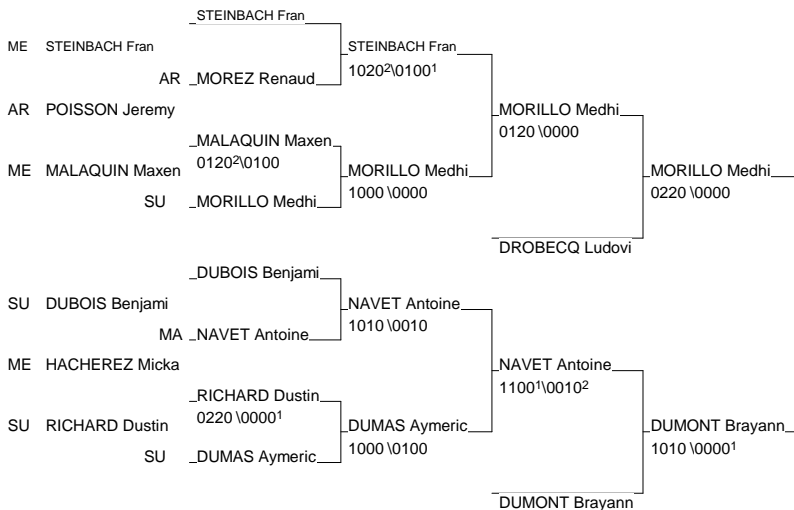 STEINBACH Fran
ME STEINBACH Fran STEINBACH Fran
1020²\0100¹
AR MOREZ Renaud
AR POISSON Jeremy MORILLO Medhi
0120 \0000
MALAQUIN Maxen
0120²\0100
ME MALAQUIN Maxen MORILLO Medhi MORILLO Medhi
1000 \0000 0220 \0000
SU MORILLO Medhi
DROBECQ Ludovi
DUBOIS Benjami
SU DUBOIS Benjami NAVET Antoine
1010 \0010
MA NAVET Antoine
ME HACHEREZ Micka NAVET Antoine
1100¹\0010²
RICHARD Dustin
0220 \0000¹
SU RICHARD Dustin DUMAS Aymeric DUMONT Brayann
1000 \0100 1010 \0000¹
SU DUMAS Aymeric
DUMONT Brayann